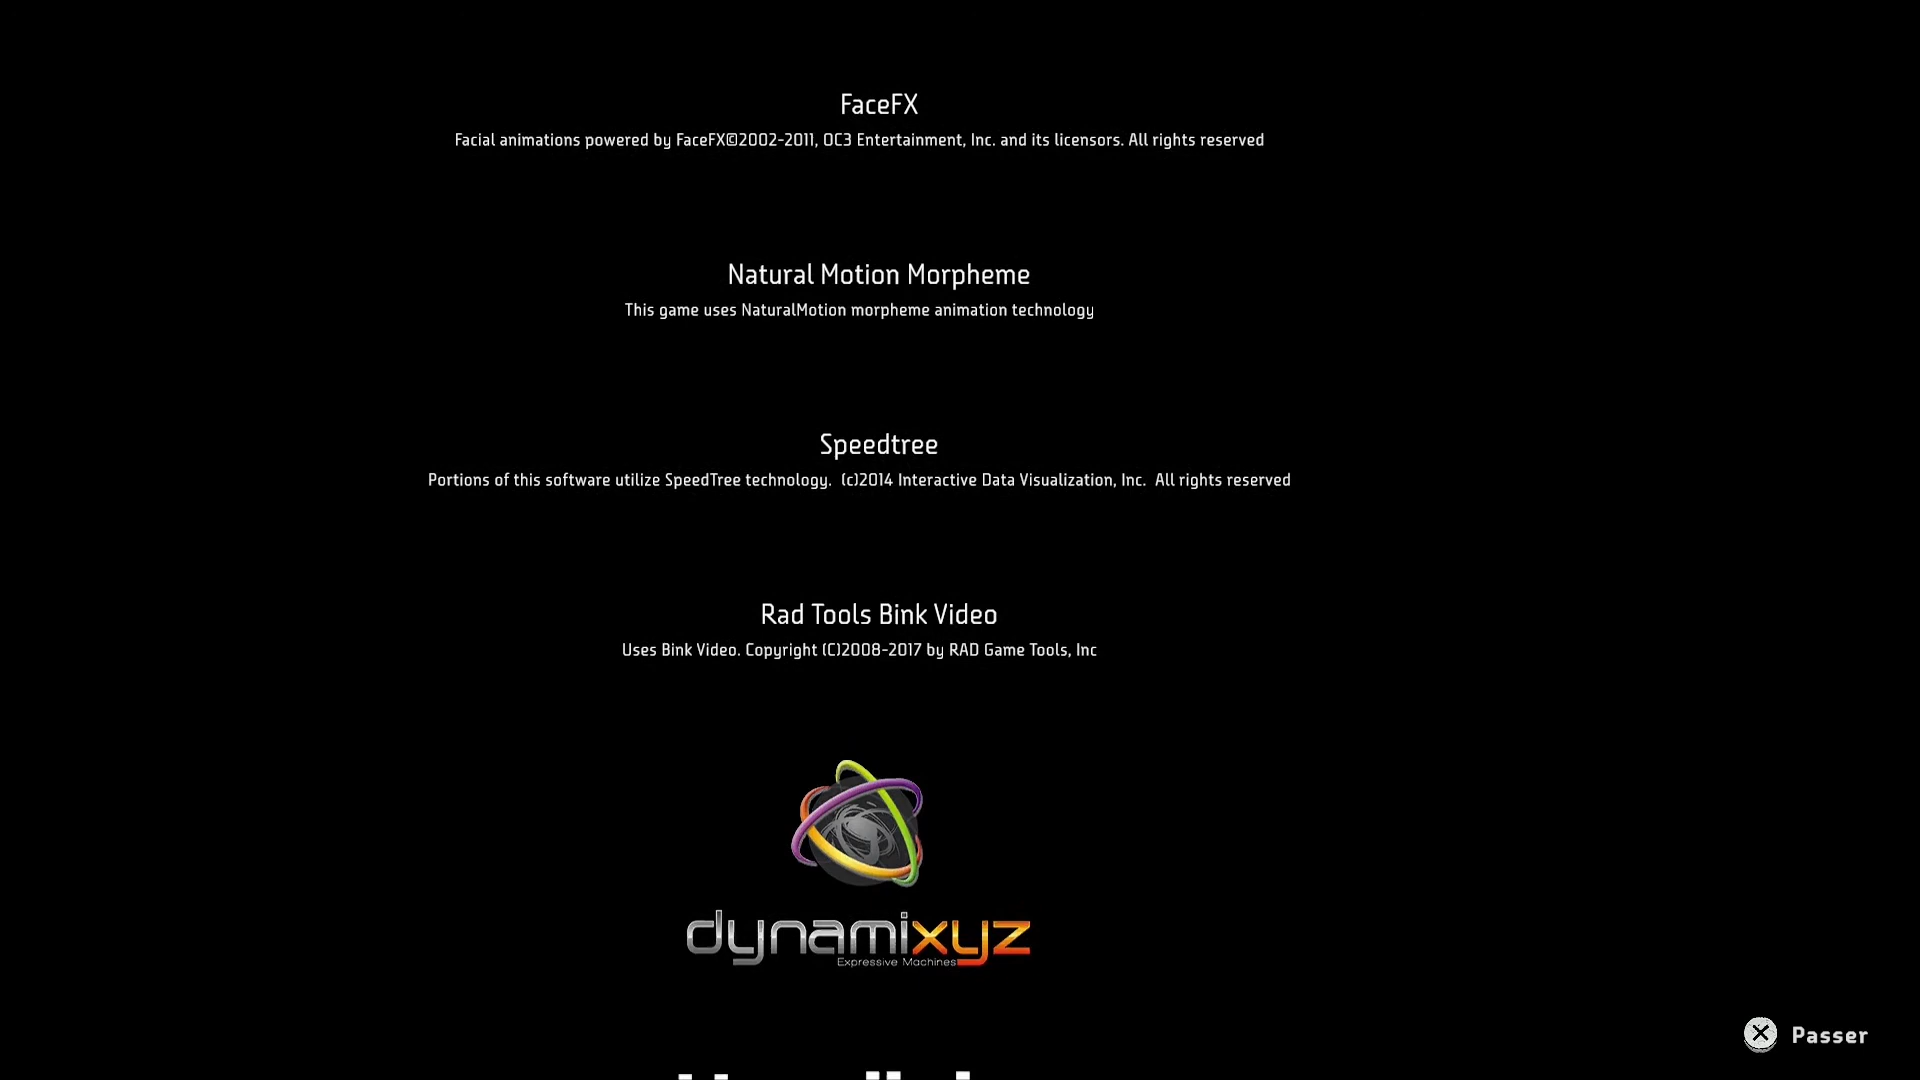 FaceFX
Facial animations powered by FaceFX©2002-2011, OC3 Entertainment, Inc. and its licensors. All rights reserved
Natural Motion Morpheme
This game uses NaturalMotion morpheme animation technology
Speedtree
Portions of this software utilize SpeedTree technology.  (c)2014 Interactive Data Visualization, Inc.  All rights reserved
Rad Tools Bink Video
Uses Bink Video. Copyright (C)2008-2017 by RAD Game Tools, Inc
dynamixyz
Expressive Machines
Passer